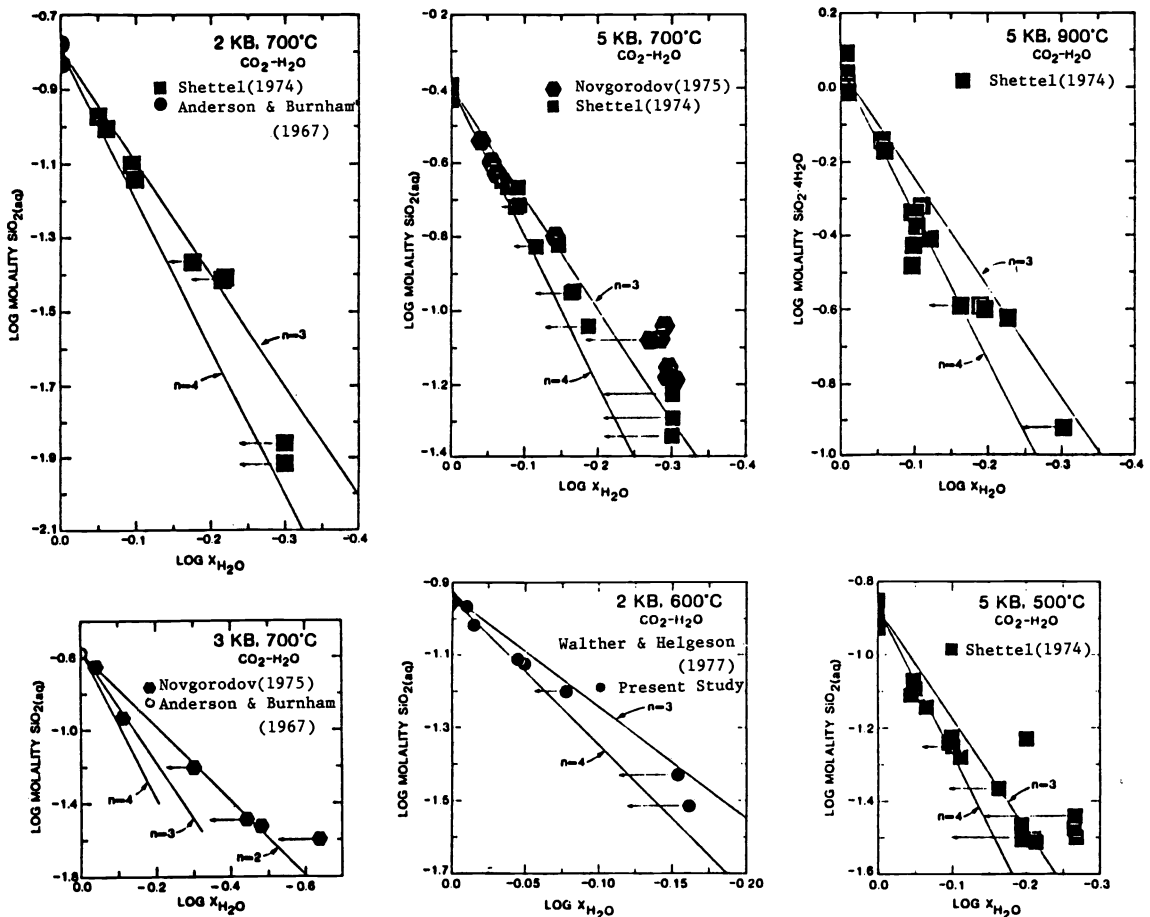 2 KB, 700°C
CO2-H2O
Shettel(1974)
Anderson & Burnham
(1967)
n=3
n=4
LOG MOLALITY SiO2(aq)
-0.7
-0.9
-1.1
-1.3
-1.5
-1.7
-1.9
-2.1
0.0 -0.1 -0.2 -0.3 -0.4
LOG XH2O
5 KB, 700°C
CO2-H2O
Novgorodov(1975)
Shettel(1974)
n=3
n=4
LOG MOLALITY SiO2(aq)
-0.2
-0.4
-0.6
-0.8
-1.0
-1.2
-1.4
0.0 -0.1 -0.2 -0.3 -0.4
LOG XH2O
5 KB, 900°C
CO2-H2O
Shettel(1974)
n=3
n=4
LOG MOLALITY SiO2·4H2O
0.2
0.0
-0.2
-0.4
-0.6
-0.8
-1.0
0.0 -0.1 -0.2 -0.3 -0.4
LOG XH2O
3 KB, 700°C
CO2-H2O
Novgorodov(1975)
Anderson & Burnham
(1967)
n=4
n=3
n=2
LOG MOLALITY SiO2(aq)
-0.6
-1.0
-1.4
-1.8
0.0 -0.2 -0.4 -0.6
LOG XH2O
2 KB, 600°C
CO2-H2O
Walther & Helgeson
(1977)
Present Study
n=3
n=4
LOG MOLALITY SiO2(aq)
-0.9
-1.1
-1.3
-1.5
-1.7
0.0 -0.05 -0.10 -0.15 -0.20
LOG XH2O
5 KB, 500°C
CO2-H2O
Shettel(1974)
n=3
n=4
LOG MOLALITY SiO2(aq)
-0.8
-1.0
-1.2
-1.4
-1.6
0.0 -0.1 -0.2 -0.3
LOG XH2O